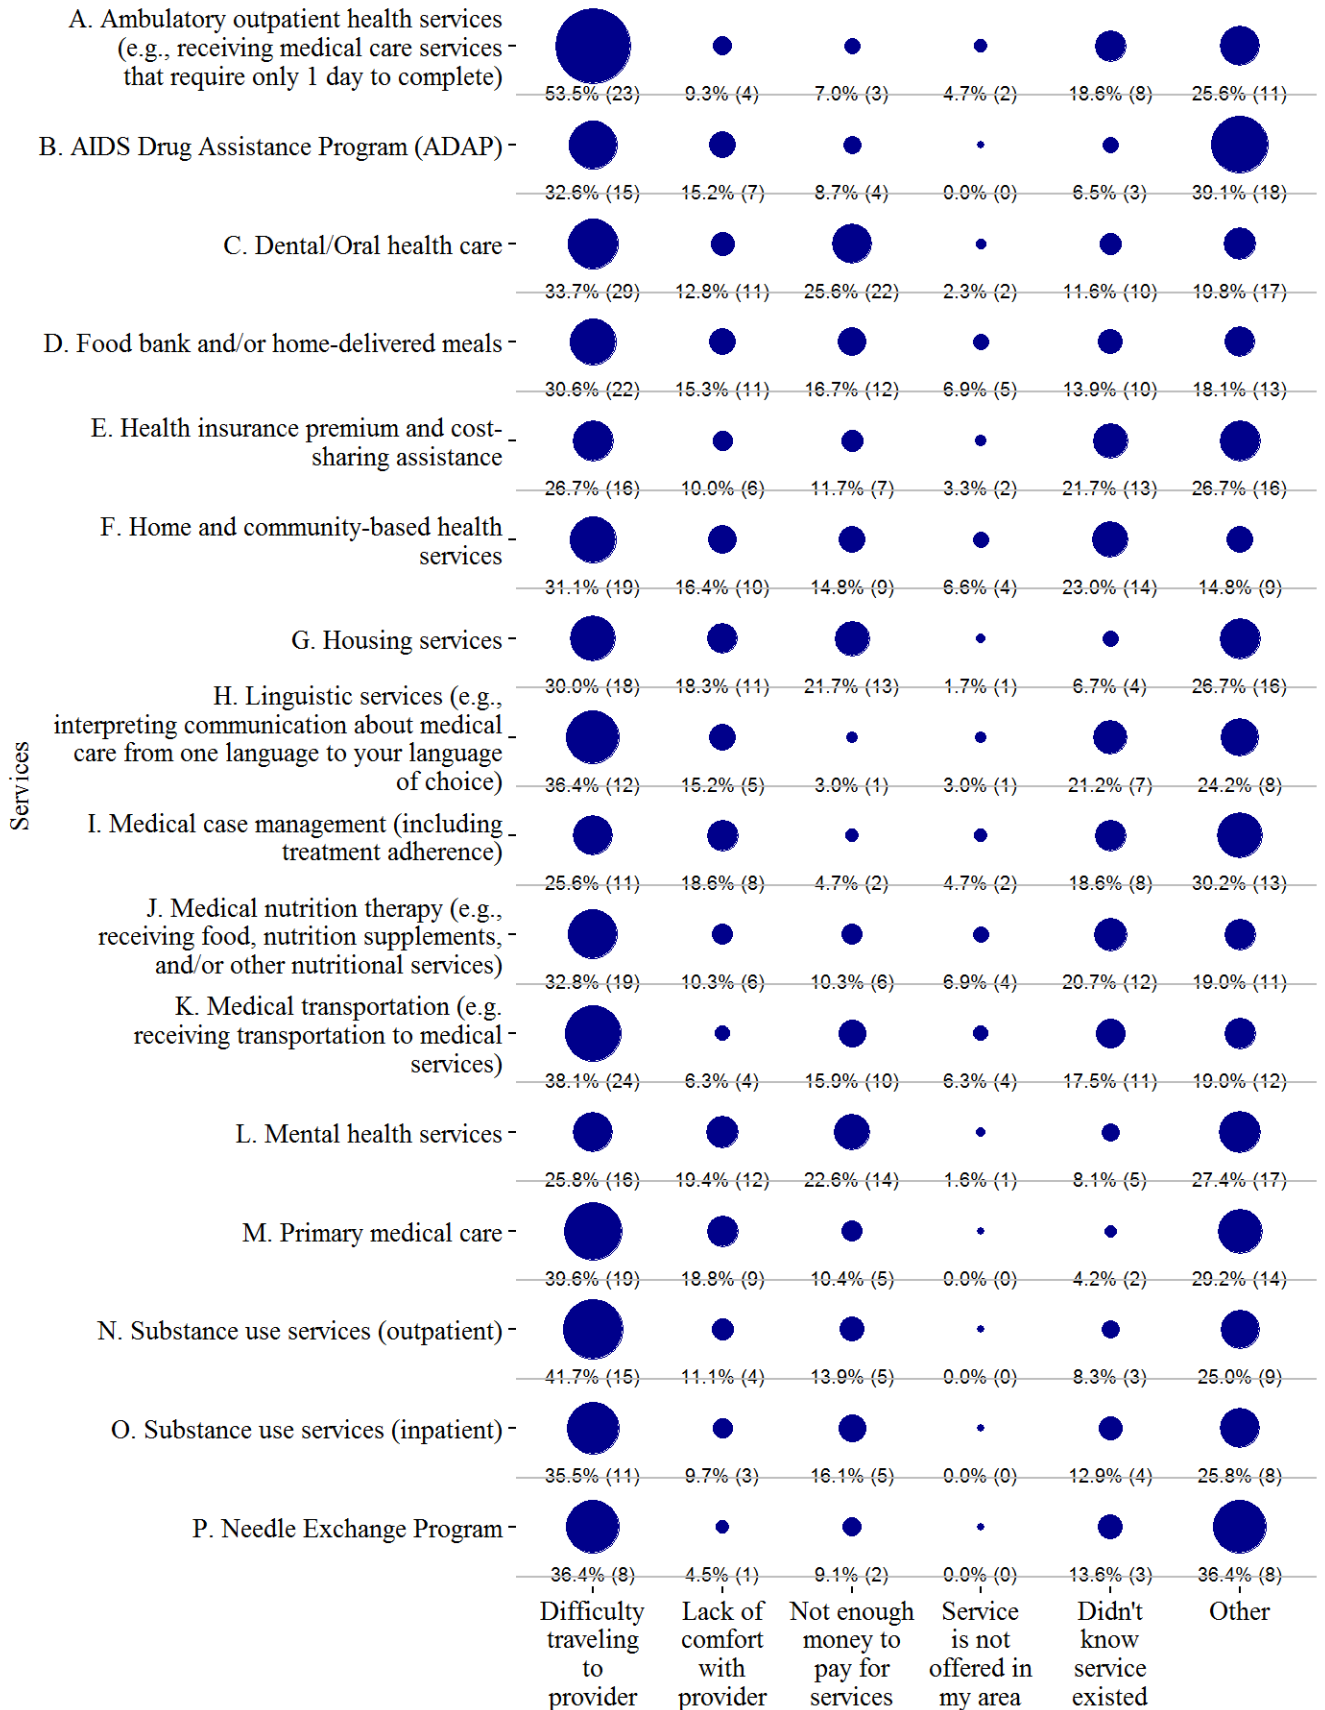 A. Ambulatory outpatient health services
(e.g., receiving medical care services
that require only 1 day to complete)
53.5% (23) 9.3% (4) 7.0% (3) 4.7% (2) 18.6% (8) 25.6% (11)
B. AIDS Drug Assistance Program (ADAP)
32.6% (15) 15.2% (7) 8.7% (4) 0.0% (0) 6.5% (3) 39.1% (18)
C. Dental/Oral health care
33.7% (29) 12.8% (11) 25.6% (22) 2.3% (2) 11.6% (10) 19.8% (17)
D. Food bank and/or home-delivered meals
30.6% (22) 15.3% (11) 16.7% (12) 6.9% (5) 13.9% (10) 18.1% (13)
E. Health insurance premium and cost-
sharing assistance
26.7% (16) 10.0% (6) 11.7% (7) 3.3% (2) 21.7% (13) 26.7% (16)
F. Home and community-based health
services
31.1% (19) 16.4% (10) 14.8% (9) 6.6% (4) 23.0% (14) 14.8% (9)
G. Housing services
30.0% (18) 18.3% (11) 21.7% (13) 1.7% (1) 6.7% (4) 26.7% (16)
H. Linguistic services (e.g.,
interpreting communication about medical
care from one language to your language
of choice)
36.4% (12) 15.2% (5) 3.0% (1) 3.0% (1) 21.2% (7) 24.2% (8)
Services
I. Medical case management (including
treatment adherence)
25.6% (11) 18.6% (8) 4.7% (2) 4.7% (2) 18.6% (8) 30.2% (13)
J. Medical nutrition therapy (e.g.,
receiving food, nutrition supplements,
and/or other nutritional services)
32.8% (19) 10.3% (6) 10.3% (6) 6.9% (4) 20.7% (12) 19.0% (11)
K. Medical transportation (e.g.
receiving transportation to medical
services)
38.1% (24) 6.3% (4) 15.9% (10) 6.3% (4) 17.5% (11) 19.0% (12)
L. Mental health services
25.8% (16) 19.4% (12) 22.6% (14) 1.6% (1) 8.1% (5) 27.4% (17)
M. Primary medical care
39.6% (19) 18.8% (9) 10.4% (5) 0.0% (0) 4.2% (2) 29.2% (14)
N. Substance use services (outpatient)
41.7% (15) 11.1% (4) 13.9% (5) 0.0% (0) 8.3% (3) 25.0% (9)
O. Substance use services (inpatient)
35.5% (11) 9.7% (3) 16.1% (5) 0.0% (0) 12.9% (4) 25.8% (8)
P. Needle Exchange Program
36.4% (8) 4.5% (1) 9.1% (2) 0.0% (0) 13.6% (3) 36.4% (8)
Difficulty
traveling
to
provider
Lack of
comfort
with
provider
Not enough
money to
pay for
services
Service
is not
offered in
my area
Didn't
know
service
existed
Other